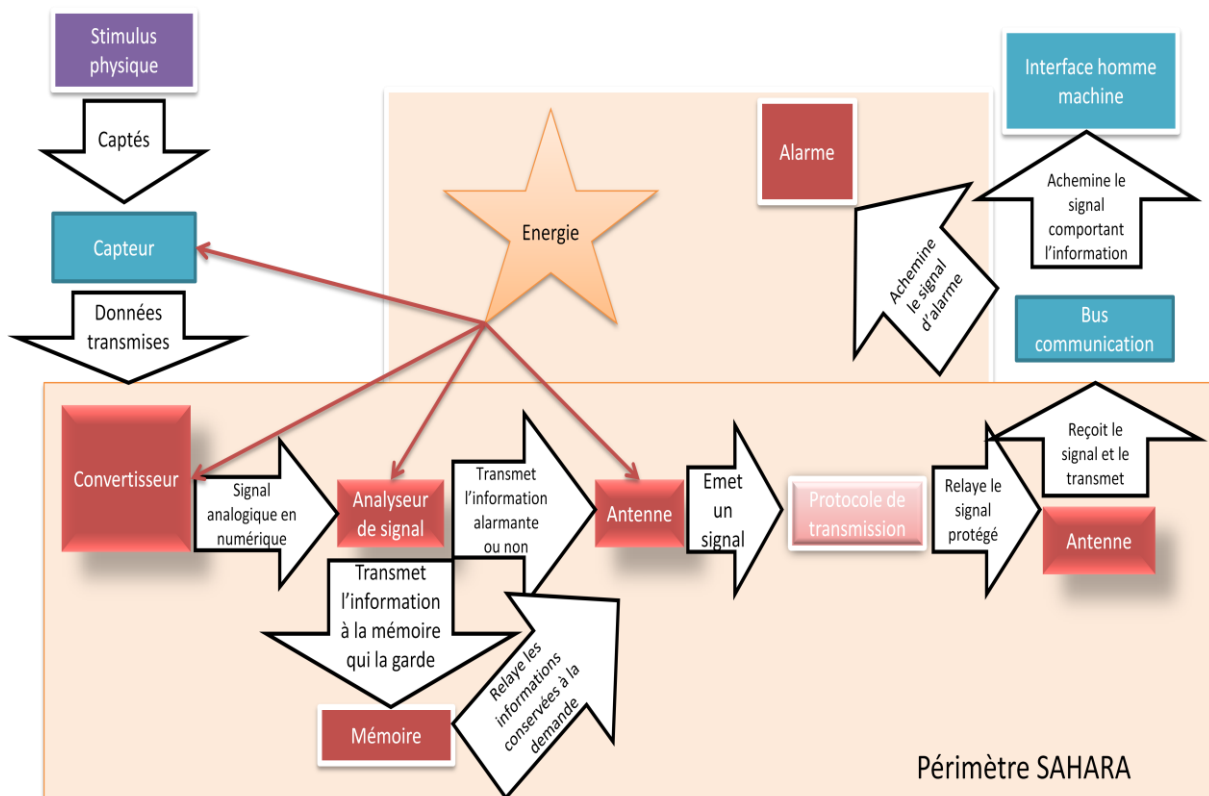 Stimulus
physique
Captés
Capteur
Données
transmises
Energie
Alarme
Achemine
le signal
d'alarme
Interface homme
machine
Achemine le
signal
comportant
l'information
Bus
communication
Reçoit le
signal et le
transmet
Convertisseur
Signal
analogique en
numérique
Analyseur
de signal
Transmet
l'information
alarmante
ou non
Antenne
Emet
un
signal
Protocole de
transmission
Relaye le
signal
protégé
Antenne
Transmet
l'information
à la mémoire
qui la garde
Mémoire
Relaye les
informations
conservées à la
demande
Périmètre SAHARA